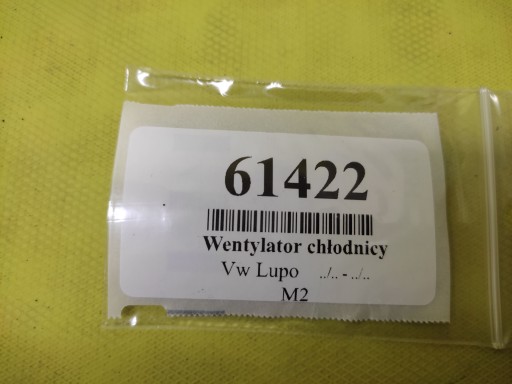 61422
Wentylator chłodnicy
Vw Lupo ../.. - ../..
M2